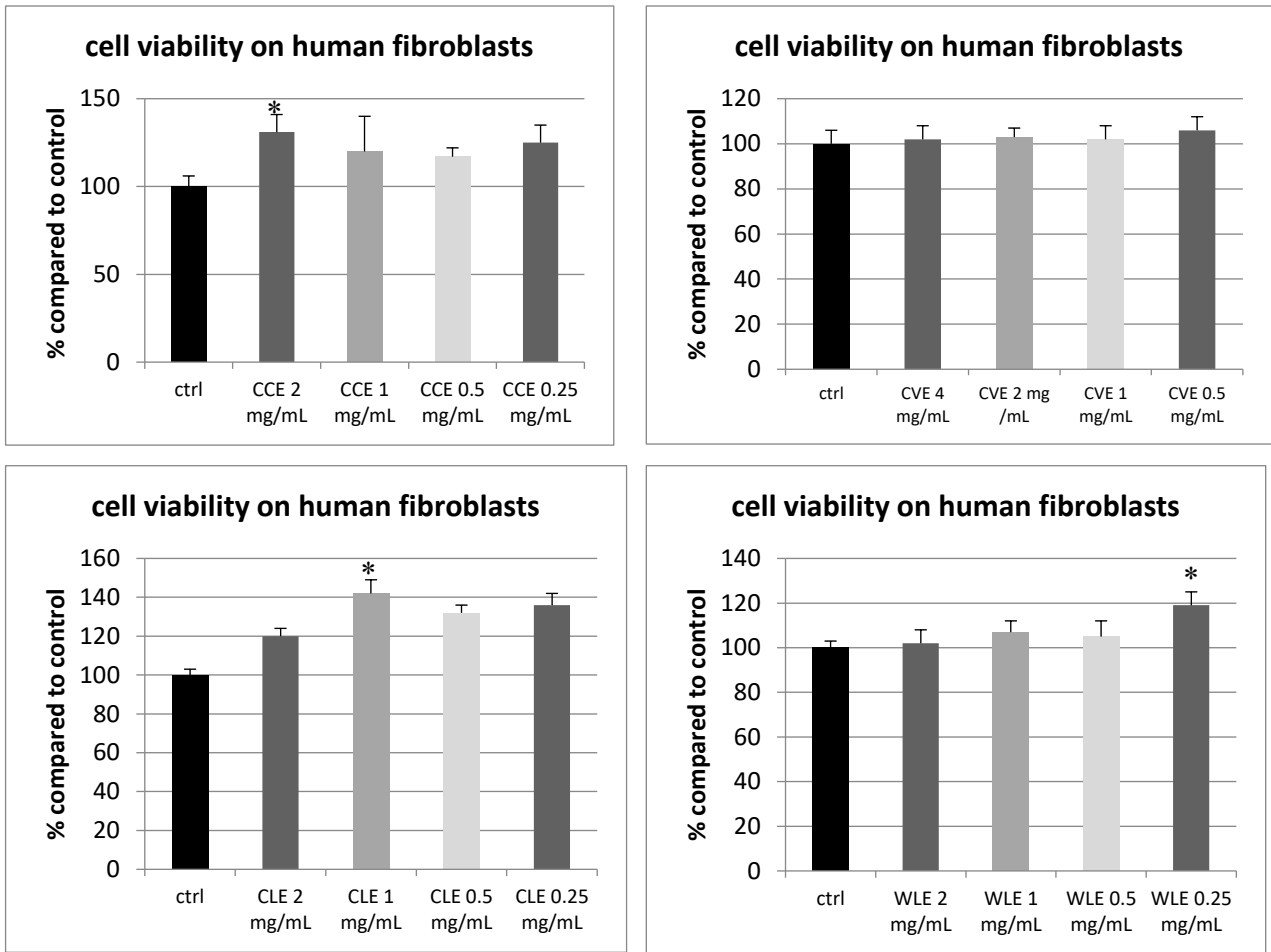 cell viability on human fibroblasts
% compared to control
150
100
50
0
*
ctrl
CCE 2
mg/mL
CCE 1
mg/mL
CCE 0.5
mg/mL
CCE 0.25
mg/mL
cell viability on human fibroblasts
% compared to control
120
100
80
60
40
20
0
ctrl
CVE 4
mg/mL
CVE 2 mg
/mL
CVE 1
mg/mL
CVE 0.5
mg/mL
cell viability on human fibroblasts
% compared to control
160
140
120
100
80
60
40
20
0
*
ctrl
CLE 2
mg/mL
CLE 1
mg/mL
CLE 0.5
mg/mL
CLE 0.25
mg/mL
cell viability on human fibroblasts
% compared to control
140
120
100
80
60
40
20
0
*
ctrl
WLE 2
mg/mL
WLE 1
mg/mL
WLE 0.5
mg/mL
WLE 0.25
mg/mL